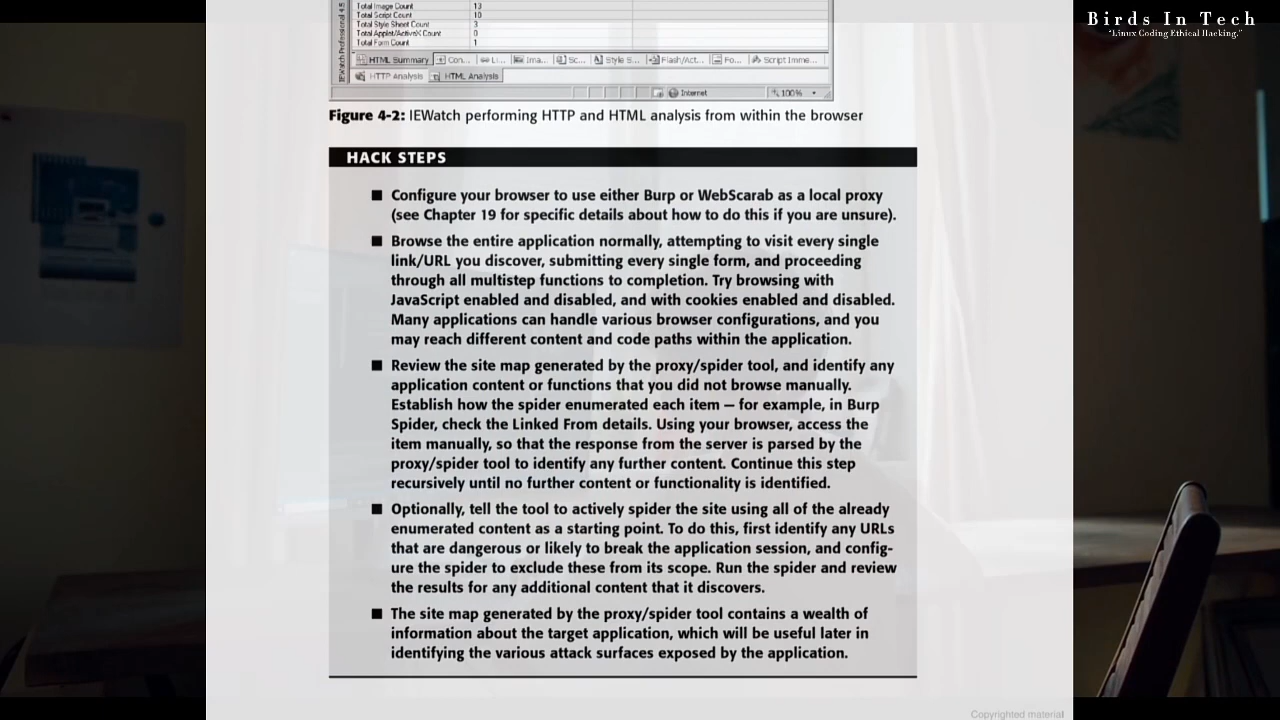 Birds In Tech
"Linux Coding Ethical Hacking."
Total Image Count 13
Total Script Count 10
Total Style Sheet Count 3
Total Applet/ActiveX Count 0
Total Form Count 1
IEWatch Professional 4.5
HTML Summary Con... Li... Ima... Sc... Style S... Flash/Act... Fo... Script Imme...
HTTP Analysis HTML Analysis
Internet 100%
Figure 4-2: IEWatch performing HTTP and HTML analysis from within the browser
HACK STEPS
■ Configure your browser to use either Burp or WebScarab as a local proxy
(see Chapter 19 for specific details about how to do this if you are unsure).
■ Browse the entire application normally, attempting to visit every single
link/URL you discover, submitting every single form, and proceeding
through all multistep functions to completion. Try browsing with
JavaScript enabled and disabled, and with cookies enabled and disabled.
Many applications can handle various browser configurations, and you
may reach different content and code paths within the application.
■ Review the site map generated by the proxy/spider tool, and identify any
application content or functions that you did not browse manually.
Establish how the spider enumerated each item — for example, in Burp
Spider, check the Linked From details. Using your browser, access the
item manually, so that the response from the server is parsed by the
proxy/spider tool to identify any further content. Continue this step
recursively until no further content or functionality is identified.
■ Optionally, tell the tool to actively spider the site using all of the already
enumerated content as a starting point. To do this, first identify any URLs
that are dangerous or likely to break the application session, and config-
ure the spider to exclude these from its scope. Run the spider and review
the results for any additional content that it discovers.
■ The site map generated by the proxy/spider tool contains a wealth of
information about the target application, which will be useful later in
identifying the various attack surfaces exposed by the application.
Copyrighted material